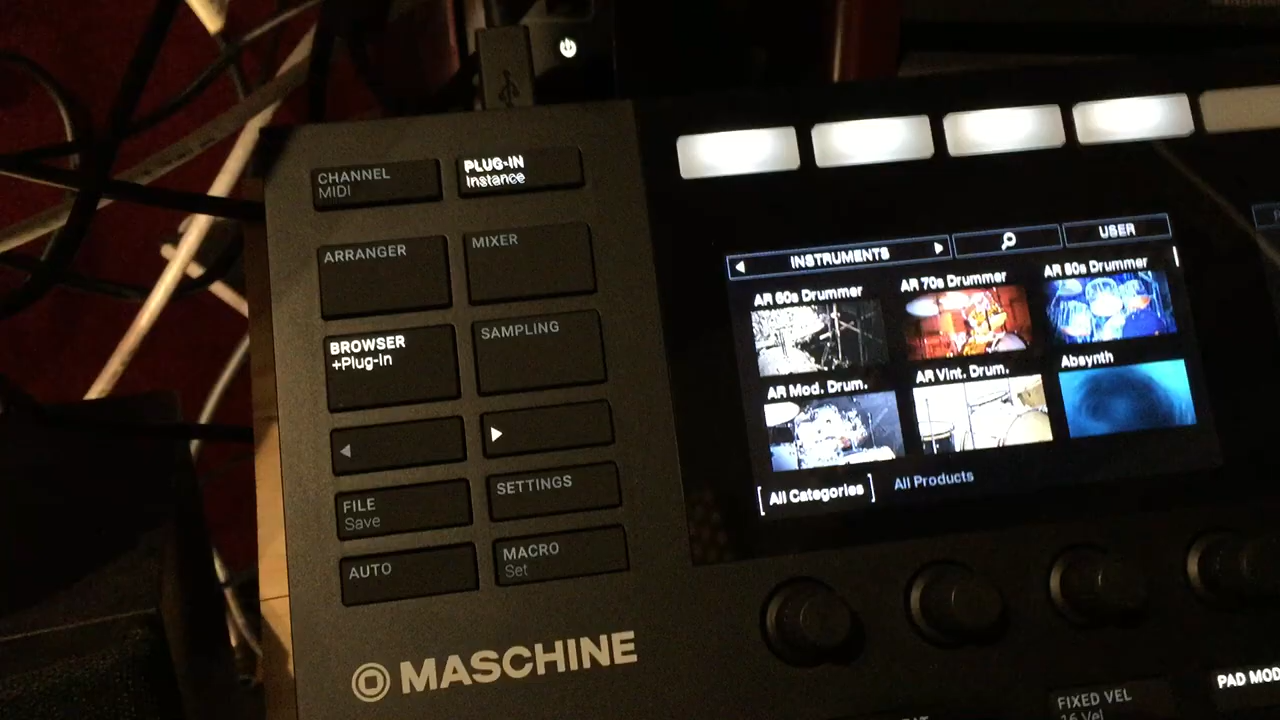 CHANNEL
MIDI
PLUG-IN
Instance
ARRANGER
MIXER
BROWSER
+Plug-In
SAMPLING
FILE
Save
SETTINGS
AUTO
MACRO
Set
MASCHINE
INSTRUMENTS
USER
AR 60s Drummer
AR 70s Drummer
AR 80s Drummer
AR Mod. Drum.
AR Vint. Drum.
Absynth
All Categories
All Products
FIXED VEL
16 Vel
PAD MOD